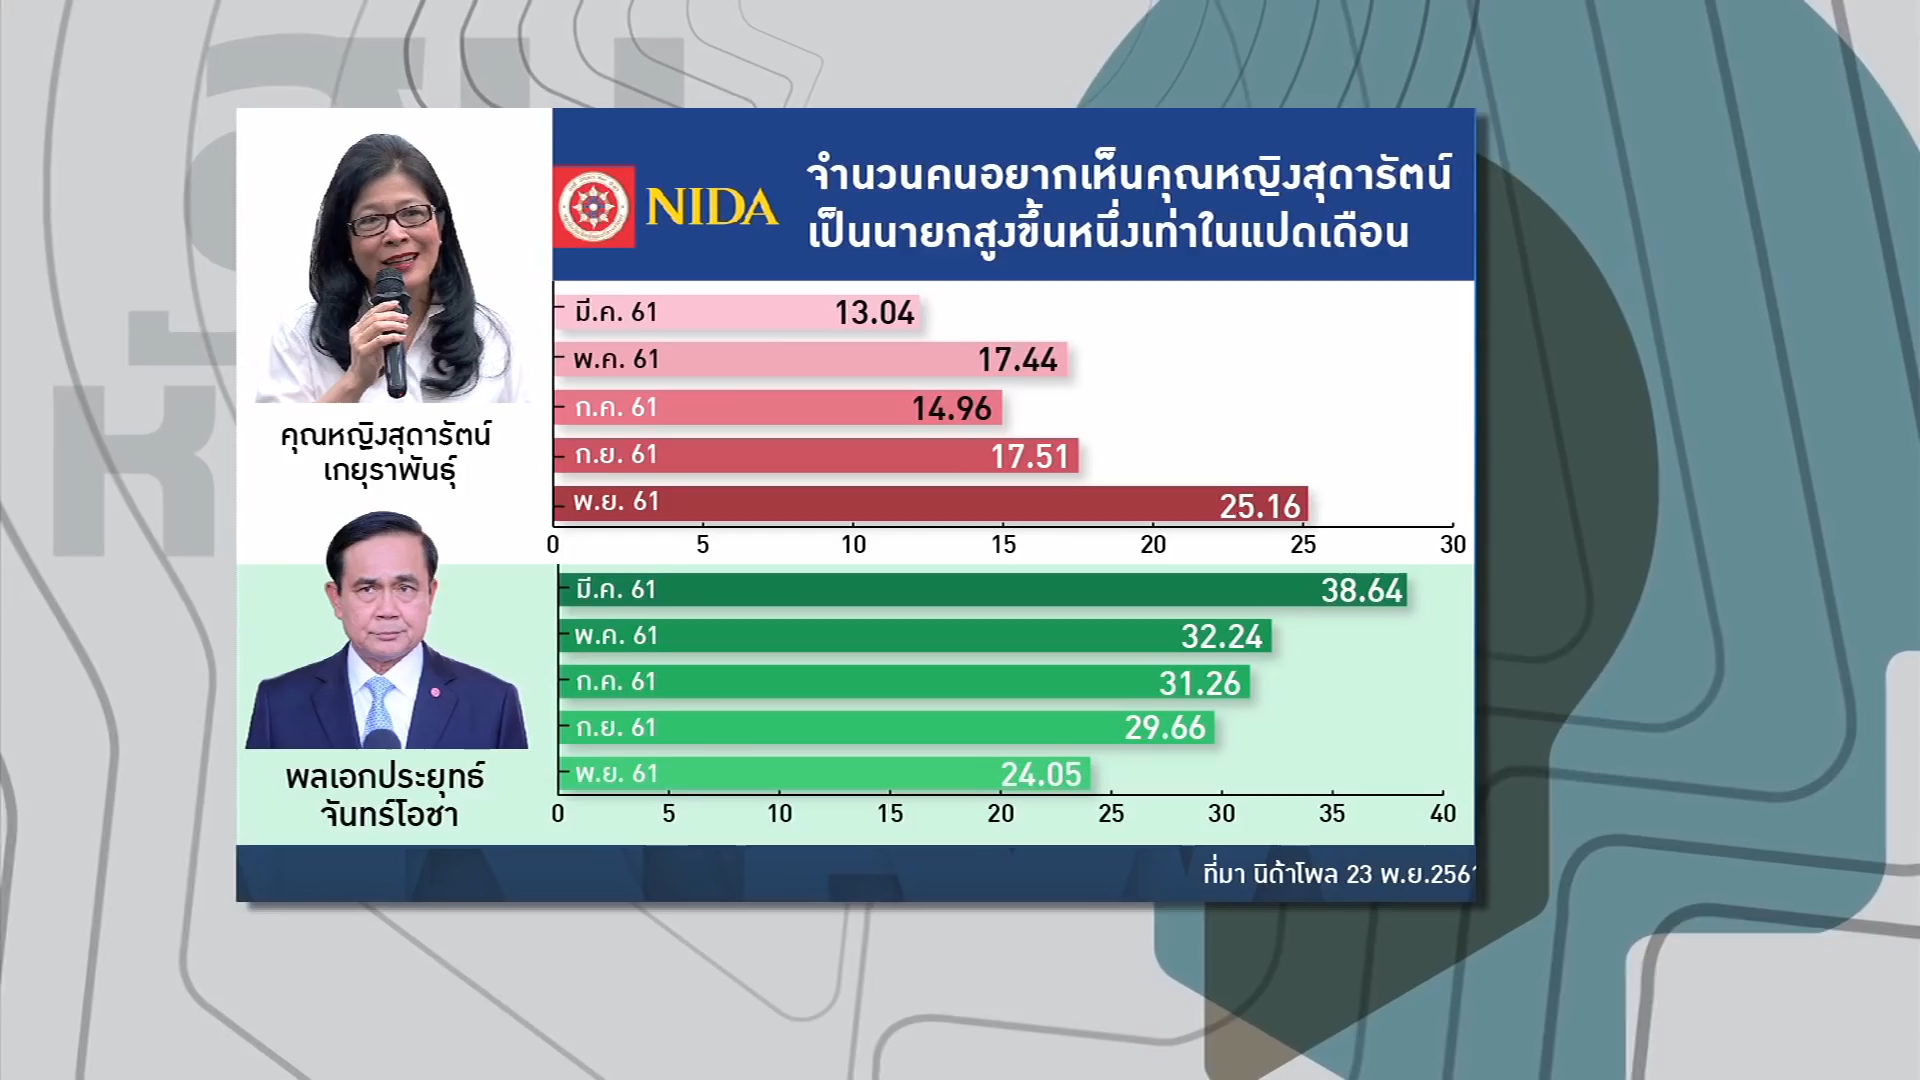 NIDA
จำนวนคนอยากเห็นคุณหญิงสุดารัตน์
เป็นนายกสูงขึ้นหนึ่งเท่าในแปดเดือน
คุณหญิงสุดารัตน์
เกยุราพันธุ์
มี.ค. 61 13.04
พ.ค. 61 17.44
ก.ค. 61 14.96
ก.ย. 61 17.51
พ.ย. 61 25.16
0 5 10 15 20 25 30
พลเอกประยุทธ์
จันทร์โอชา
มี.ค. 61 38.64
พ.ค. 61 32.24
ก.ค. 61 31.26
ก.ย. 61 29.66
พ.ย. 61 24.05
0 5 10 15 20 25 30 35 40
ที่มา นิด้าโพล 23 พ.ย.2561